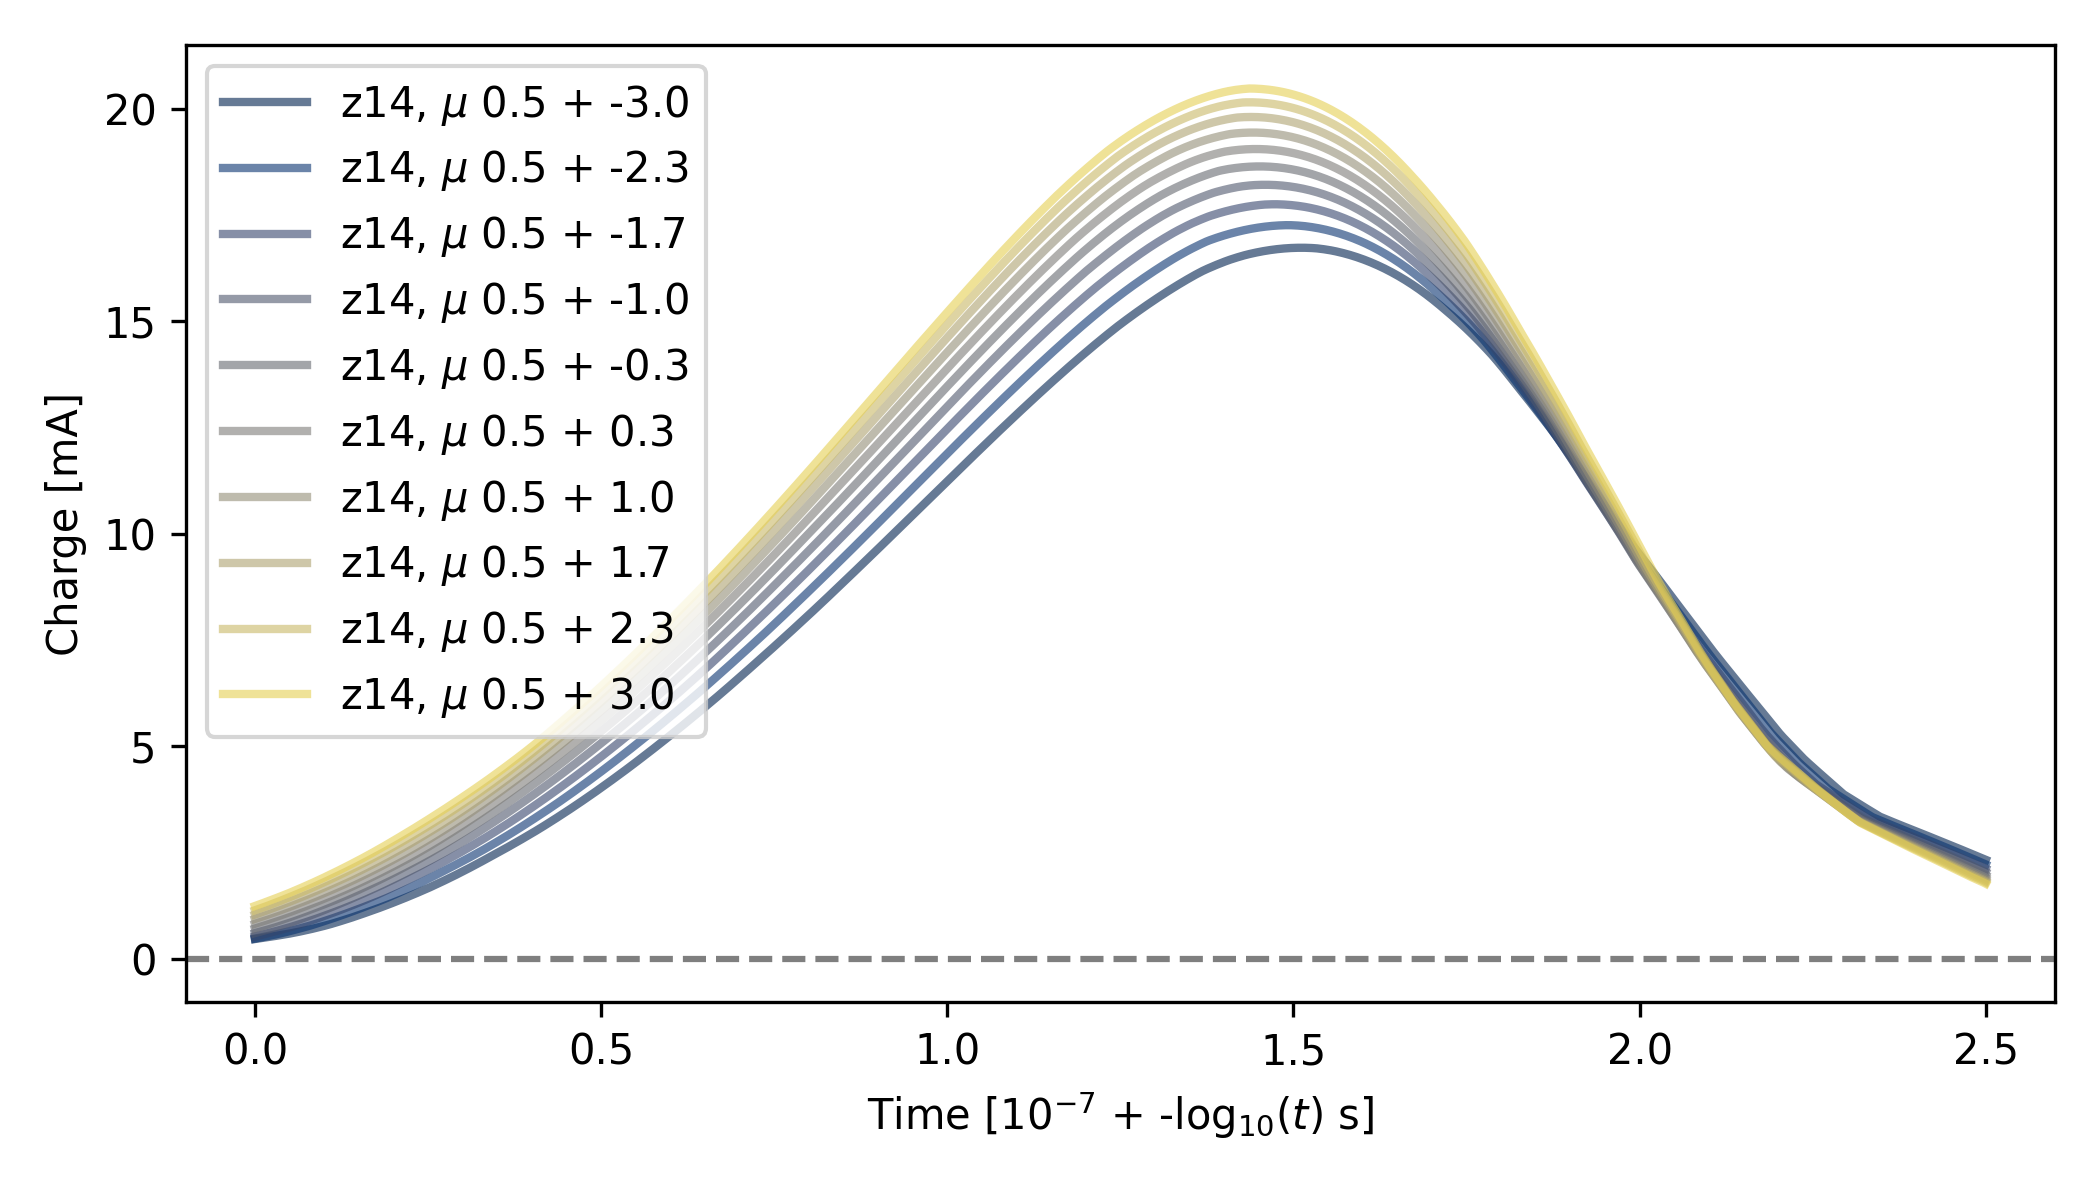 z14, μ 0.5 + -3.0
z14, μ 0.5 + -2.3
z14, μ 0.5 + -1.7
z14, μ 0.5 + -1.0
z14, μ 0.5 + -0.3
z14, μ 0.5 + 0.3
z14, μ 0.5 + 1.0
z14, μ 0.5 + 1.7
z14, μ 0.5 + 2.3
z14, μ 0.5 + 3.0
Charge [mA]
20
15
10
5
0
0.0 0.5 1.0 1.5 2.0 2.5
Time [10⁻⁷ + -log₁₀(t) s]